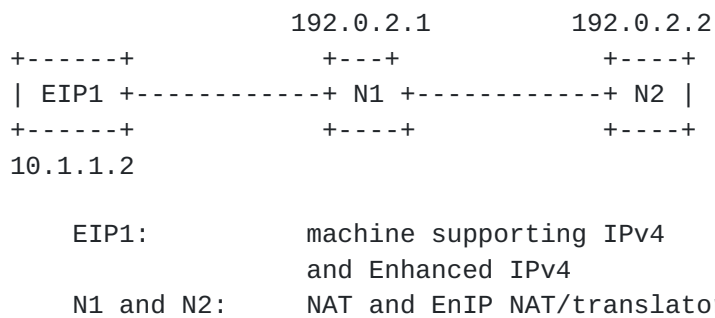 192.0.2.1 192.0.2.2
+------+ +---+ +----+
| EIP1 +------------+ N1 +------------+ N2 |
+------+ +----+ +----+
10.1.1.2
EIP1: machine supporting IPv4
and Enhanced IPv4
N1 and N2: NAT and EnIP NAT/translato